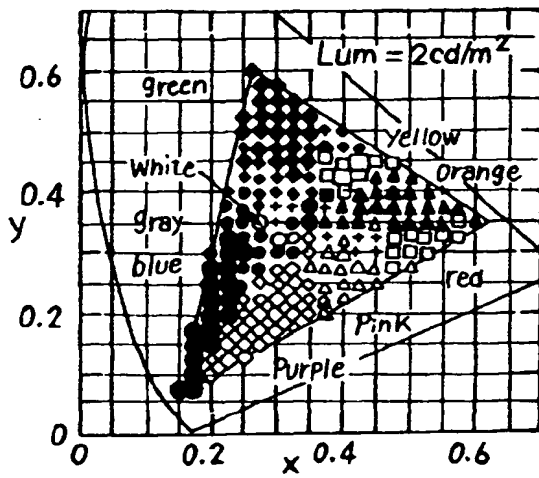 Lum = 2cd/m²
0.6
green
yellow
White
Orange
0.4
y
gray
blue
red
0.2
Pink
Purple
0
0
0.2
x
0.4
0.6